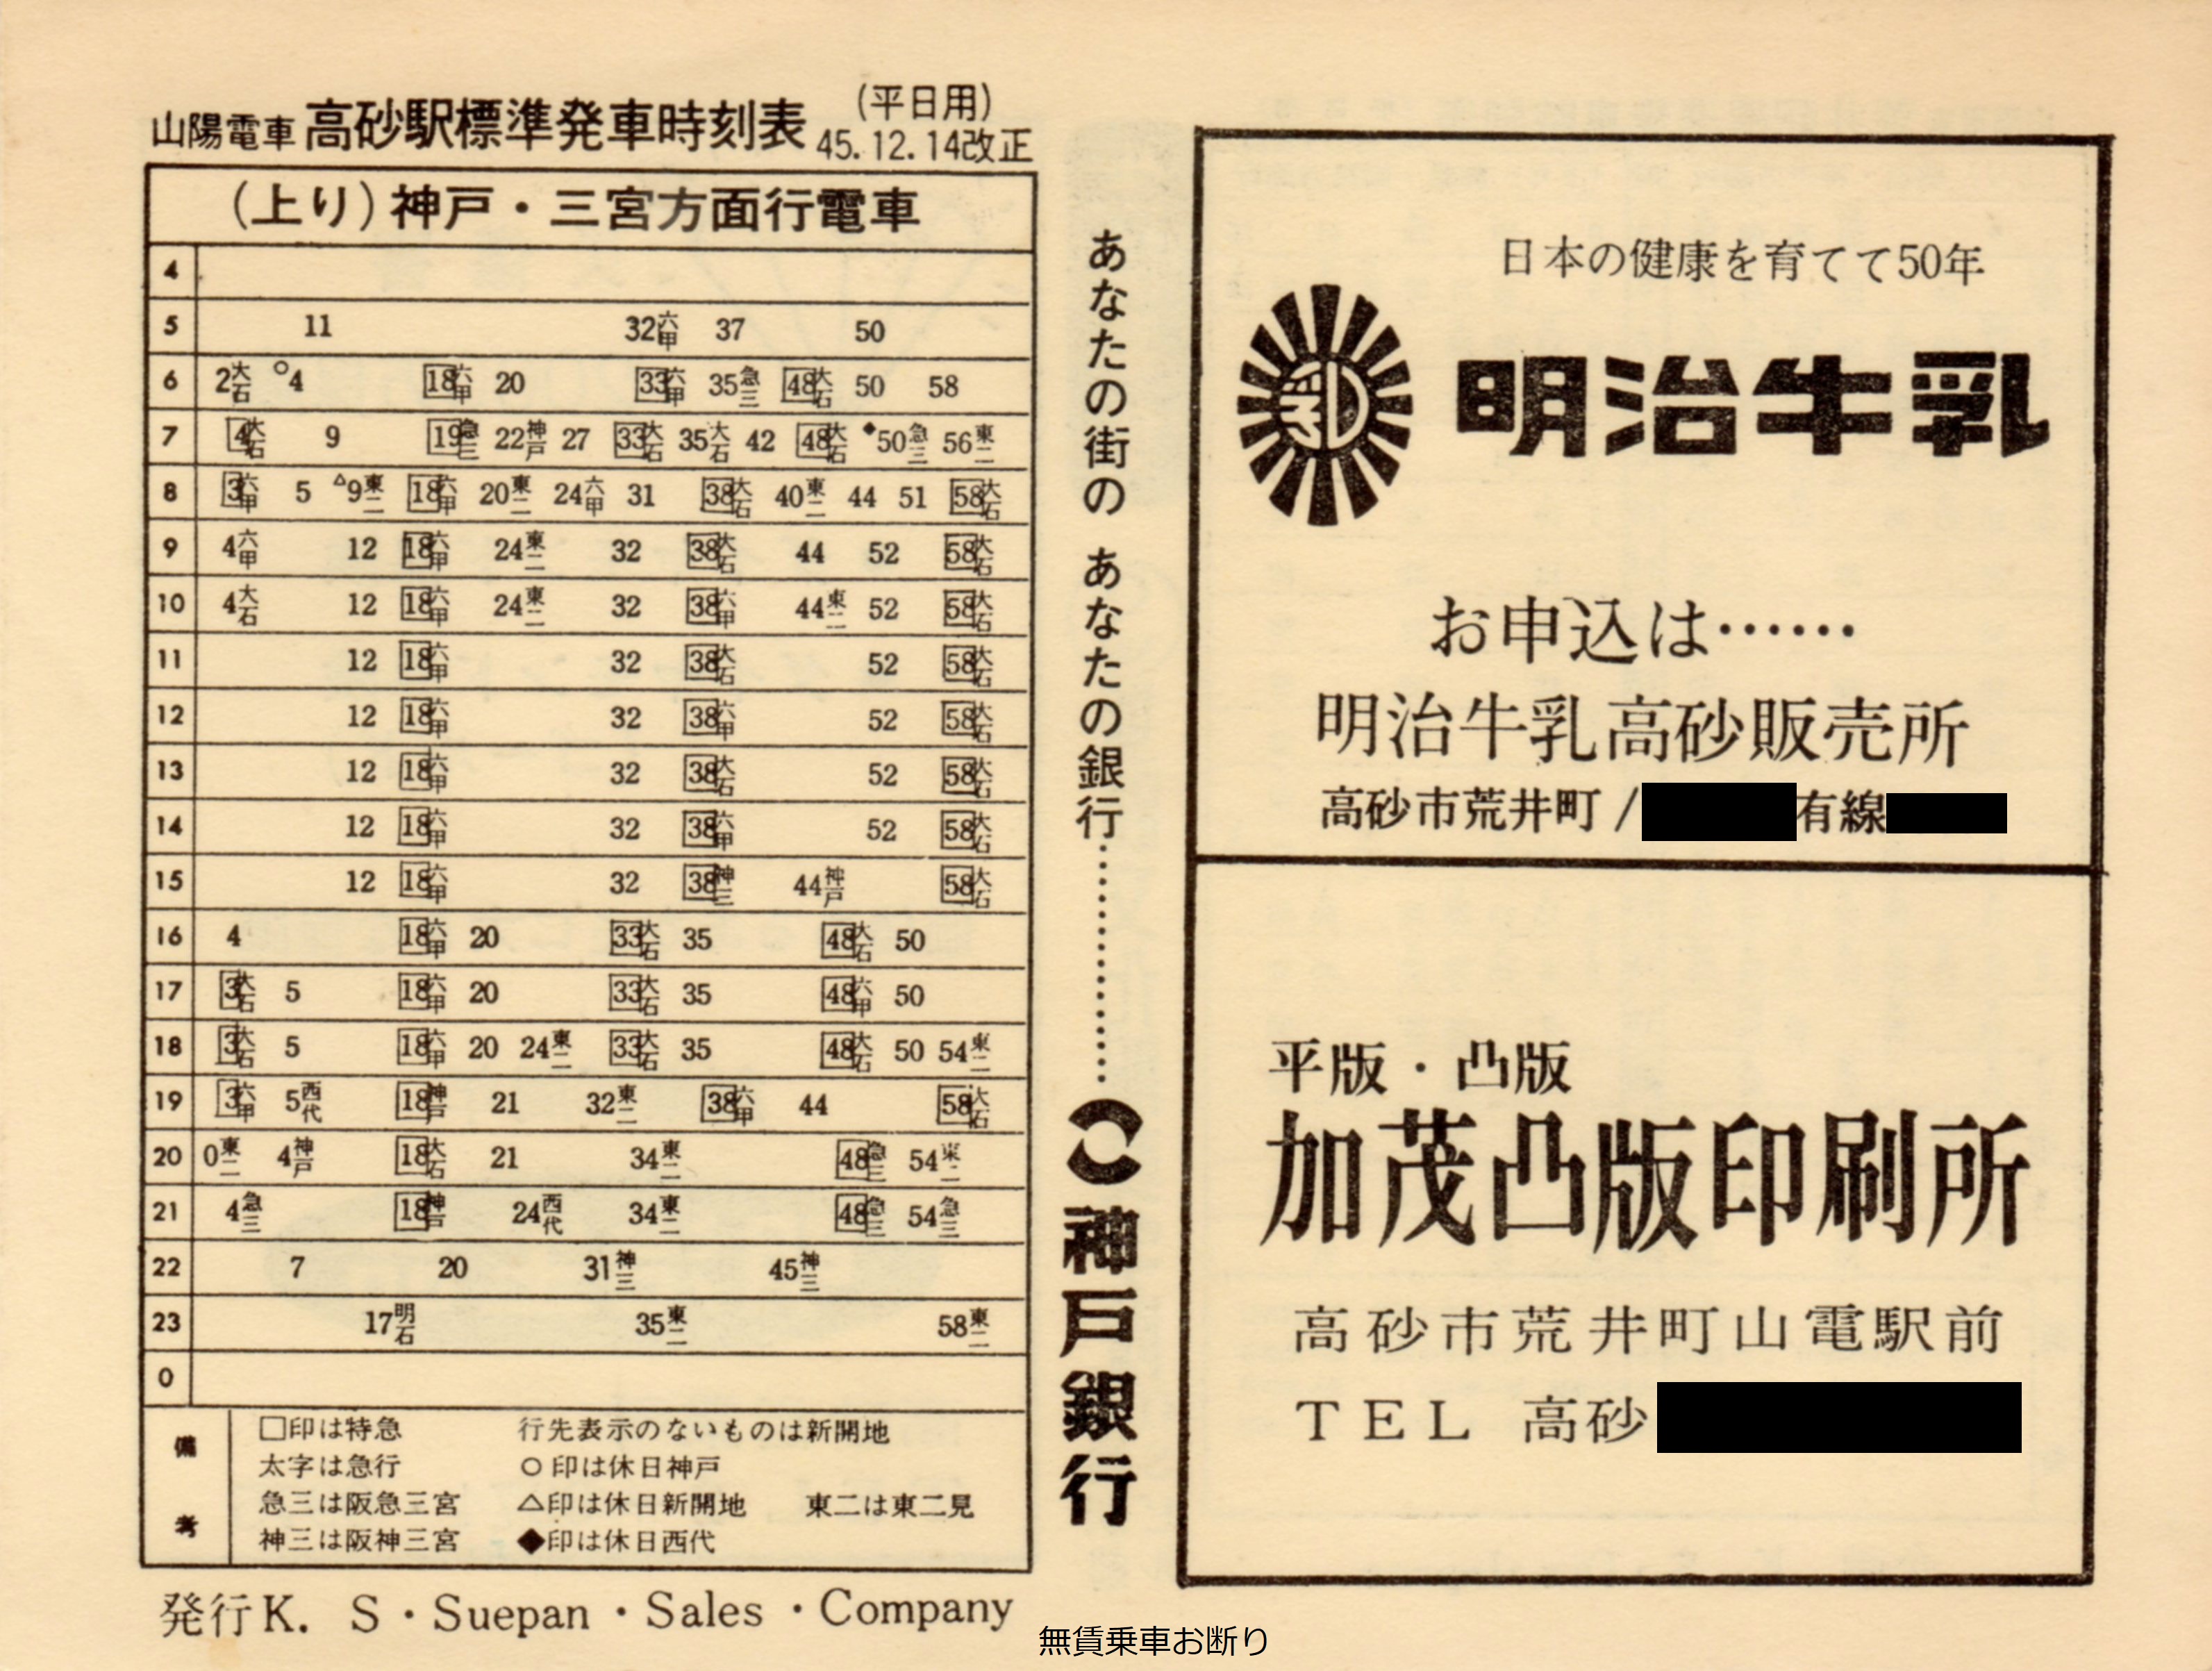 山陽電車 高砂駅標準発車時刻表 (平日用)
45.12.14改正
(上り)神戸・三宮方面行電車
4
5 11 32六甲 37 50
6 2大石 ○4 18六甲 20 33六甲 35急三 48大石 50 58
7 4大石 9 19急三 22神戸 27 33大石 35大石 42 48大石 ◆50急三 56東二
8 3六甲 5 △9東二 18六甲 20東二 24六甲 31 38大石 40東二 44 51 58大石
9 4六甲 12 18六甲 24東二 32 38大石 44 52 58大石
10 4大石 12 18六甲 24東二 32 38六甲 44東二 52 58大石
11 12 18六甲 32 38大石 52 58大石
12 12 18六甲 32 38六甲 52 58大石
13 12 18六甲 32 38大石 52 58大石
14 12 18六甲 32 38六甲 52 58大石
15 12 18六甲 32 38神三 44神戸 58大石
16 4 18六甲 20 33大石 35 48大石 50
17 3大石 5 18六甲 20 33大石 35 48六甲 50
18 3大石 5 18六甲 20 24東二 33大石 35 48大石 50 54東二
19 3六甲 5西代 18神戸 21 32東二 38六甲 44 58大石
20 0東二 4神戸 18大石 21 34東二 48急三 54東二
21 4急三 18神戸 24西代 34東二 48急三 54急三
22 7 20 31神三 45神三
23 17明石 35東二 58東二
0
備考
□印は特急 行先表示のないものは新開地
太字は急行 ○印は休日神戸
急三は阪急三宮 △印は休日新開地 東二は東二見
神三は阪神三宮 ◆印は休日西代
発行K. S・Suepan・Sales・Company
あなたの街の あなたの銀行………… 神戸銀行
日本の健康を育てて50年
明治牛乳
お申込は……
明治牛乳高砂販売所
高砂市荒井町/ 有線
平版・凸版
加茂凸版印刷所
高砂市荒井町山電駅前
TEL 高砂
無賃乗車お断り